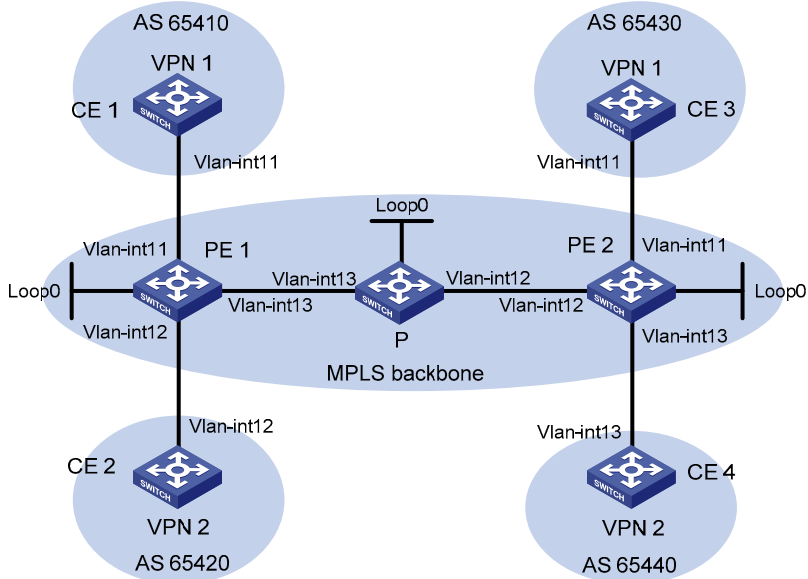 AS 65410
AS 65430
VPN 1
VPN 1
CE 1
SWITCH
SWITCH
CE 3
Vlan-int11
Vlan-int11
Loop0
Vlan-int11
PE 1
PE 2
Vlan-int11
Loop0
SWITCH
Vlan-int13
Vlan-int13
SWITCH
Vlan-int12
Vlan-int12
SWITCH
Loop0
Vlan-int12
P
Vlan-int13
MPLS backbone
Vlan-int12
Vlan-int13
CE 2
SWITCH
SWITCH
CE 4
VPN 2
VPN 2
AS 65420
AS 65440